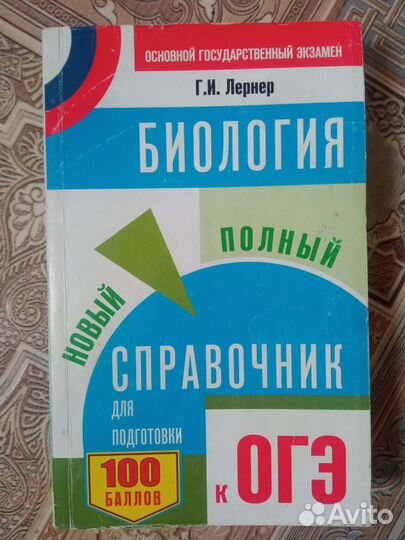 ОСНОВНОЙ ГОСУДАРСТВЕННЫЙ ЭКЗАМЕН
Г.И. Лернер
БИОЛОГИЯ
НОВЫЙ
ПОЛНЫЙ
СПРАВОЧНИК
ДЛЯ
ПОДГОТОВКИ
100
БАЛЛОВ
К ОГЭ
Avito